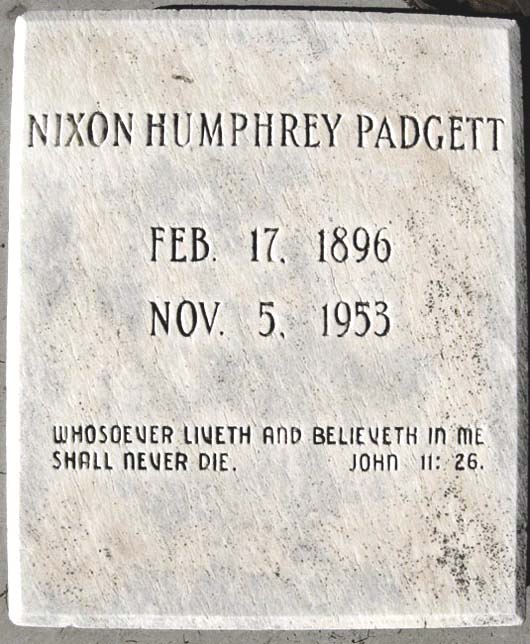 NIXON HUMPHREY PADGETT
FEB. 17, 1896
NOV. 5, 1953
WHOSOEVER LIVETH AND BELIEVETH IN ME
SHALL NEVER DIE. JOHN 11: 26.